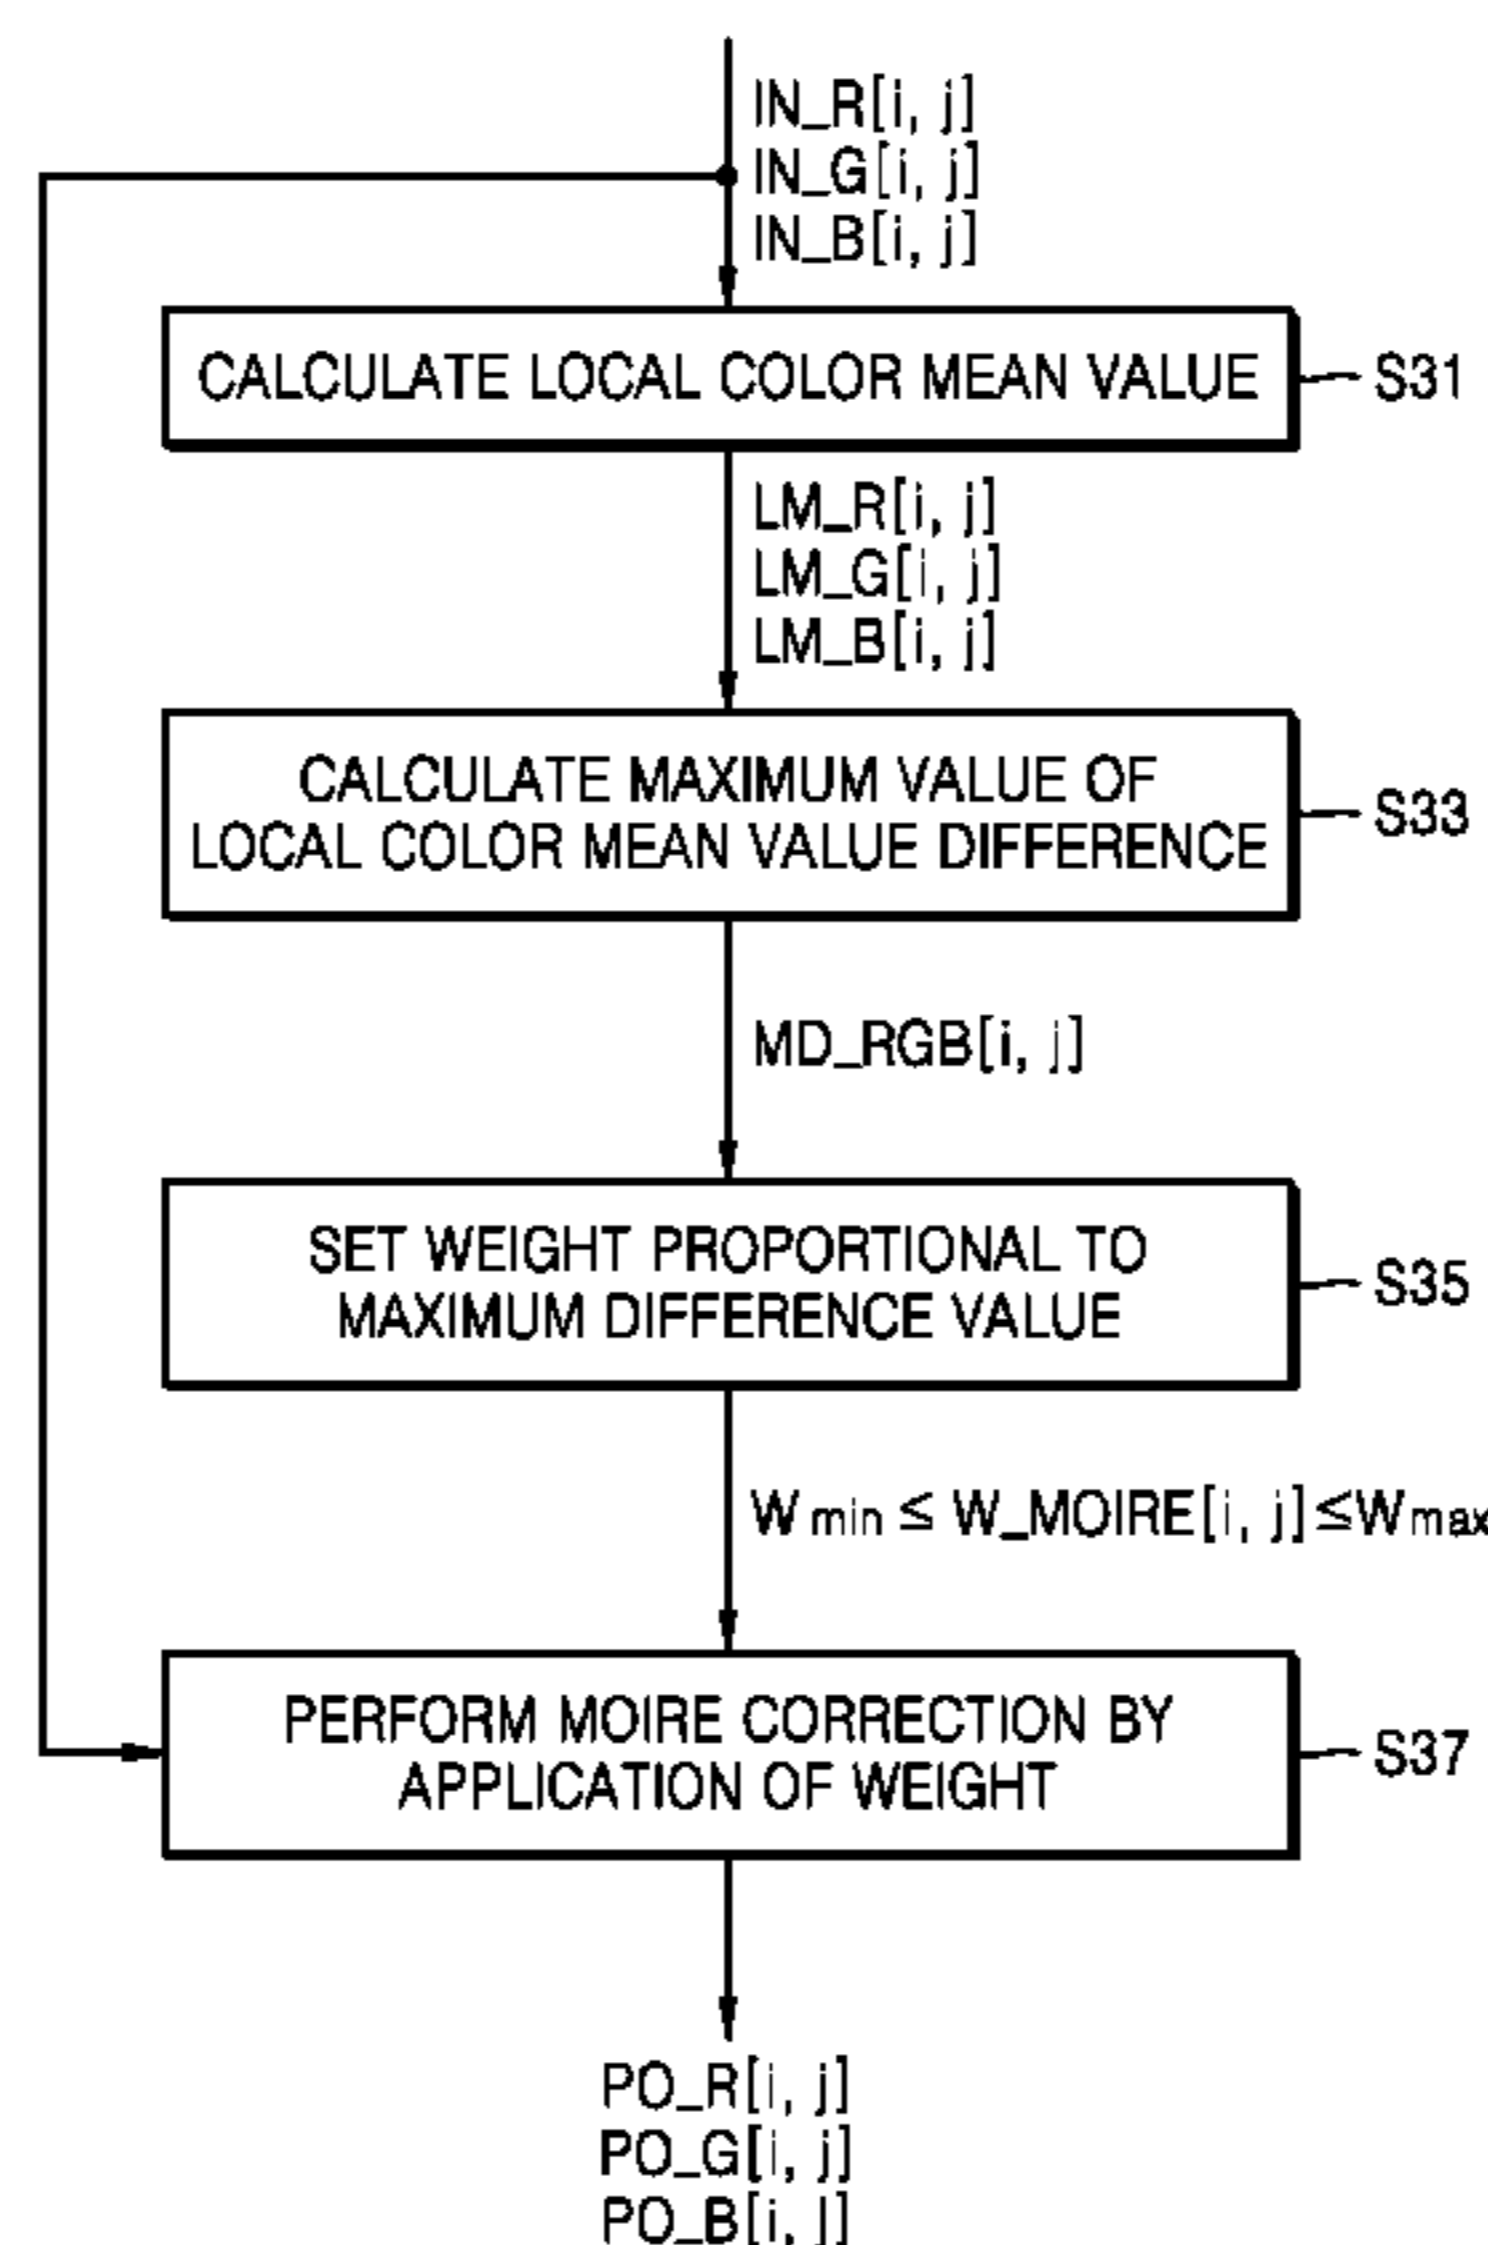 IN_R[i, j]
IN_G[i, j]
IN_B[i, j]
CALCULATE LOCAL COLOR MEAN VALUE
S31
LM_R[i, j]
LM_G[i, j]
LM_B[i, j]
CALCULATE MAXIMUM VALUE OF
LOCAL COLOR MEAN VALUE DIFFERENCE
S33
MD_RGB[i, j]
SET WEIGHT PROPORTIONAL TO
MAXIMUM DIFFERENCE VALUE
S35
Wmin ≤ W_MOIRE[i, j]≤Wmax
PERFORM MOIRE CORRECTION BY
APPLICATION OF WEIGHT
S37
PO_R[i, j]
PO_G[i, j]
PO_B[i, j]